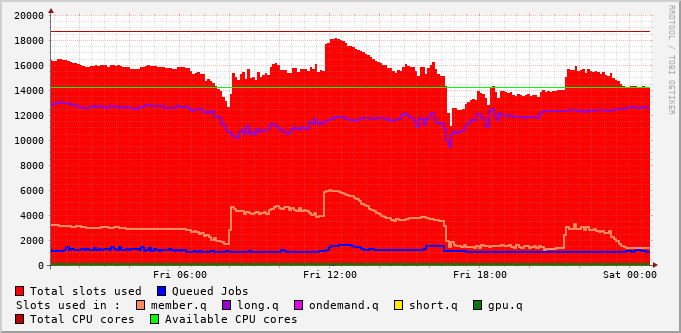 20000
18000
16000
14000
12000
10000
8000
6000
4000
2000
0
Fri 06:00 Fri 12:00 Fri 18:00 Sat 00:00
Total slots used Queued Jobs
Slots used in : member.q long.q ondemand.q short.q gpu.q
Total CPU cores Available CPU cores
RRDTOOL / TOBI OETIKER